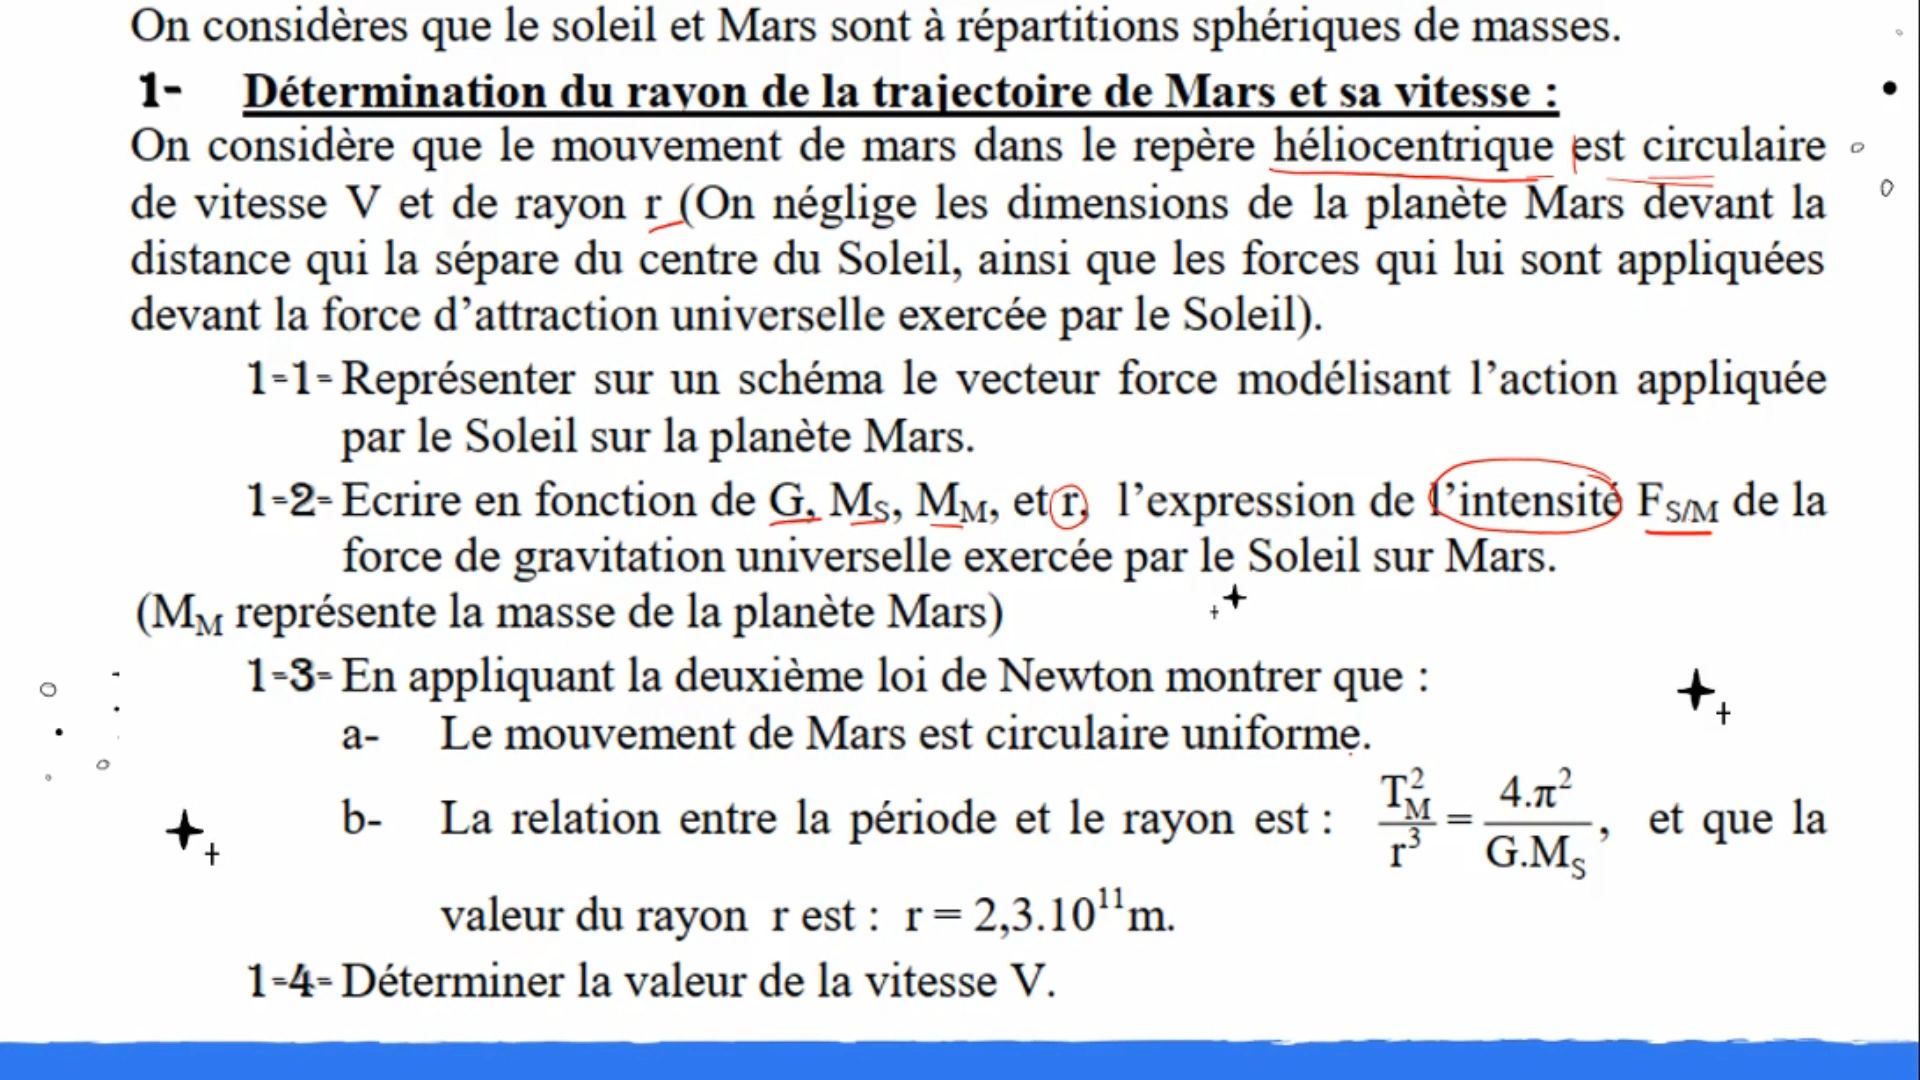 On considères que le soleil et Mars sont à répartitions sphériques de masses.
1- Détermination du rayon de la trajectoire de Mars et sa vitesse :
On considère que le mouvement de mars dans le repère héliocentrique est circulaire
de vitesse V et de rayon r (On néglige les dimensions de la planète Mars devant la
distance qui la sépare du centre du Soleil, ainsi que les forces qui lui sont appliquées
devant la force d’attraction universelle exercée par le Soleil).
1-1- Représenter sur un schéma le vecteur force modélisant l’action appliquée
par le Soleil sur la planète Mars.
1-2- Ecrire en fonction de G, M_S, M_M, et r, l’expression de l’intensité F_S/M de la
force de gravitation universelle exercée par le Soleil sur Mars.
(M_M représente la masse de la planète Mars)
1-3- En appliquant la deuxième loi de Newton montrer que :
a- Le mouvement de Mars est circulaire uniforme.
b- La relation entre la période et le rayon est : T_M²/r³ = 4.π²/G.M_S, et que la
valeur du rayon r est : r = 2,3.10¹¹m.
1-4- Déterminer la valeur de la vitesse V.